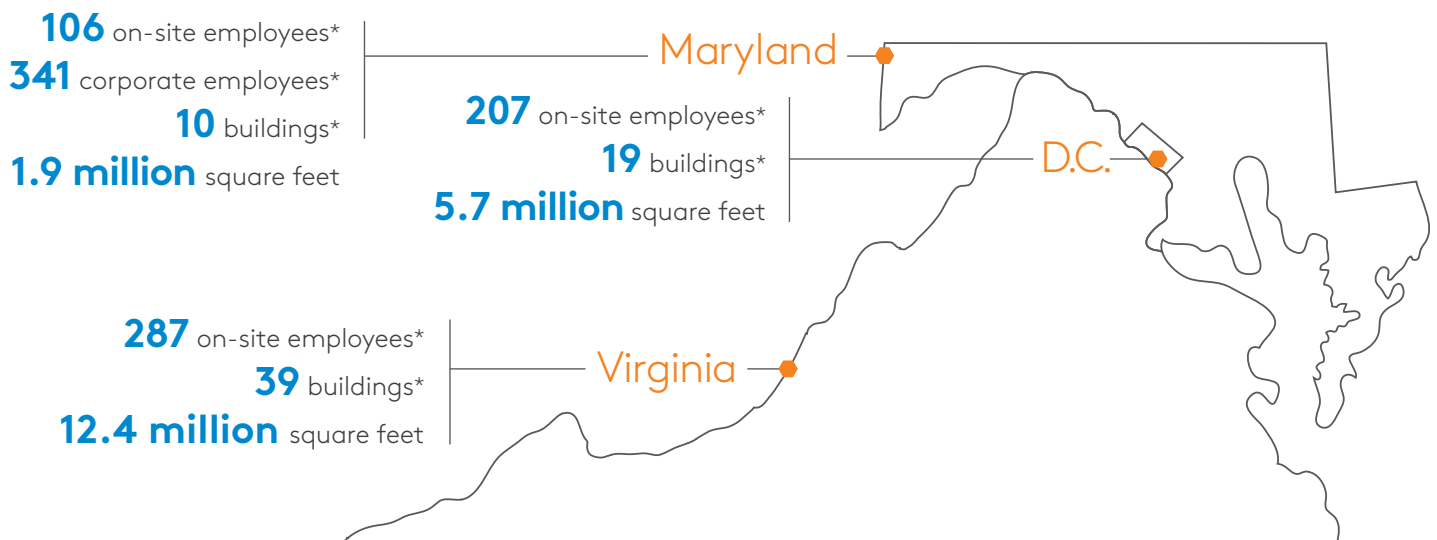 106 on-site employees*
341 corporate employees*
10 buildings*
1.9 million square feet
Maryland
207 on-site employees*
19 buildings*
5.7 million square feet
D.C.
287 on-site employees*
39 buildings*
12.4 million square feet
Virginia